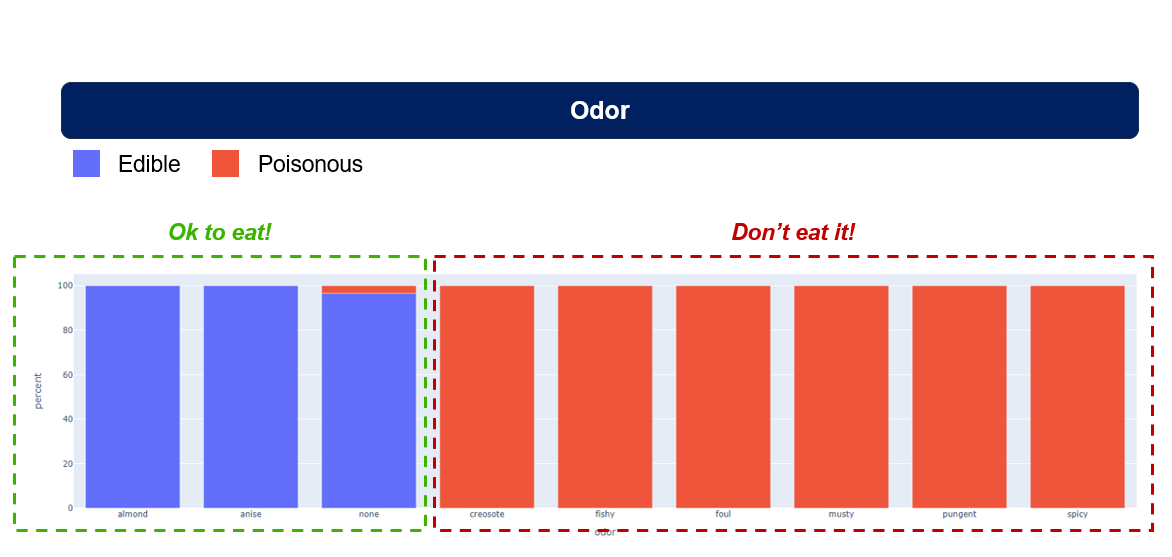 Odor
Edible Poisonous
Ok to eat! Don’t eat it!
100
80
60
40
20
0
percent
almond anise none creosote fishy foul musty pungent spicy
odor